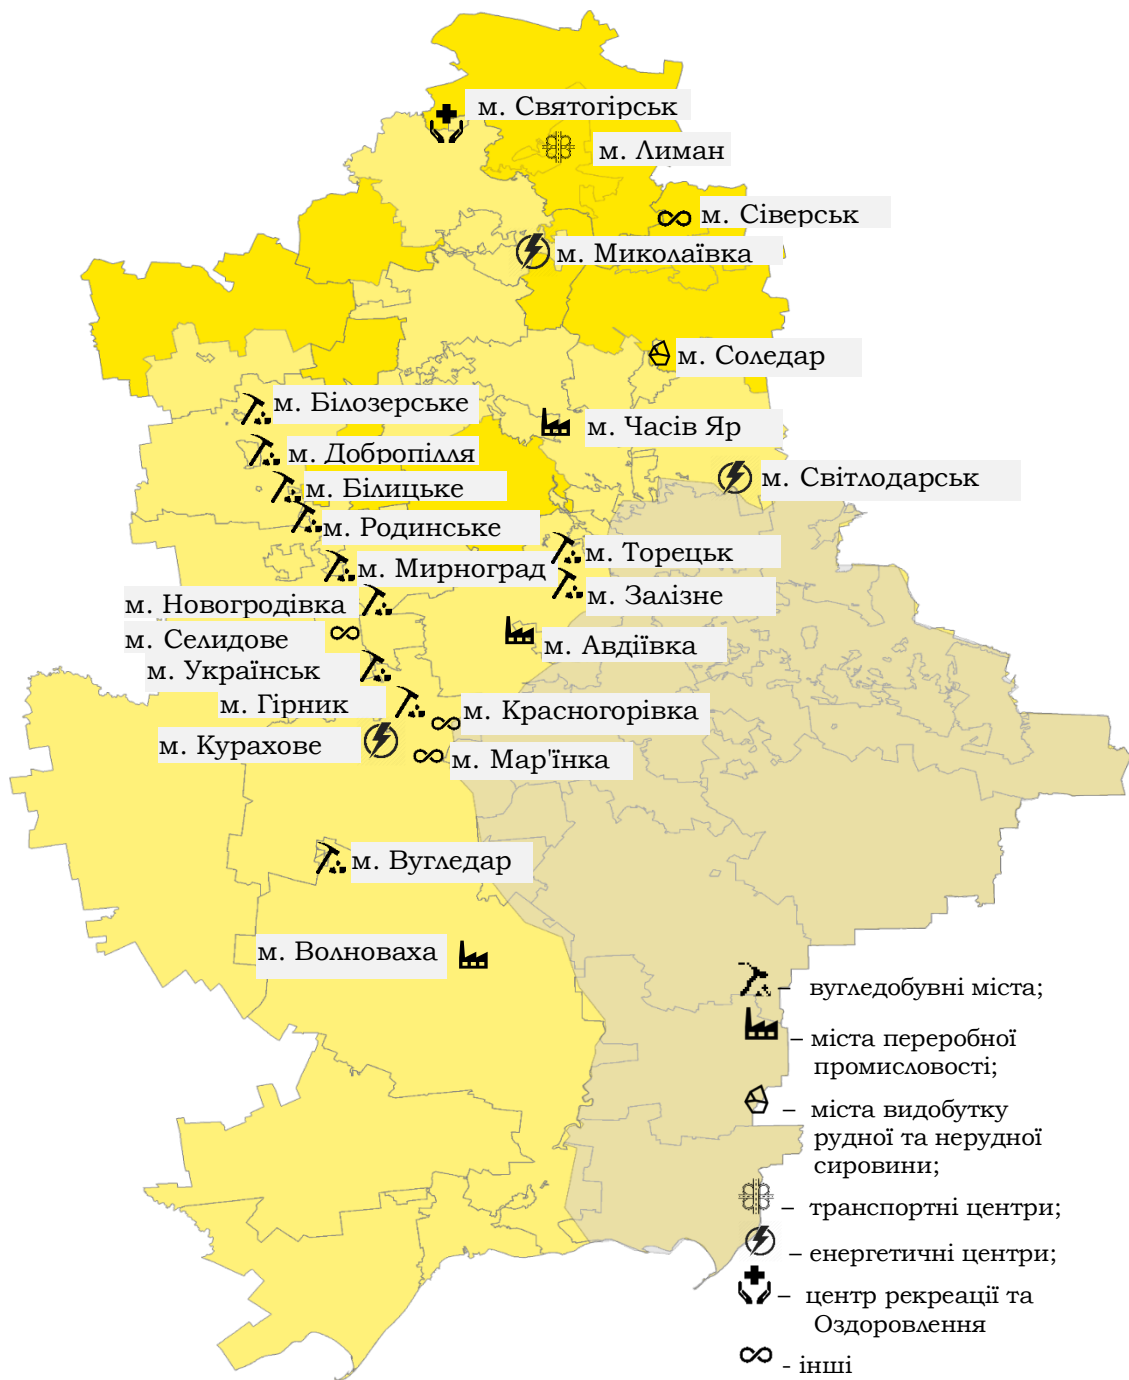 м. Святогірськ
м. Лиман
м. Сіверськ
м. Миколаївка
м. Соледар
м. Білозерське
м. Часів Яр
м. Добропілля
м. Світлодарськ
м. Білицьке
м. Родинське
м. Торецьк
м. Мирноград
м. Залізне
м. Новогродівка
м. Селидове
м. Авдіївка
м. Українськ
м. Гірник
м. Красногорівка
м. Курахове
м. Мар'їнка
м. Вугледар
м. Волноваха
– вугледобувні міста;
– міста переробної
промисловості;
– міста видобутку
рудної та нерудної
сировини;
– транспортні центри;
– енергетичні центри;
– центр рекреації та
Оздоровлення
- інші